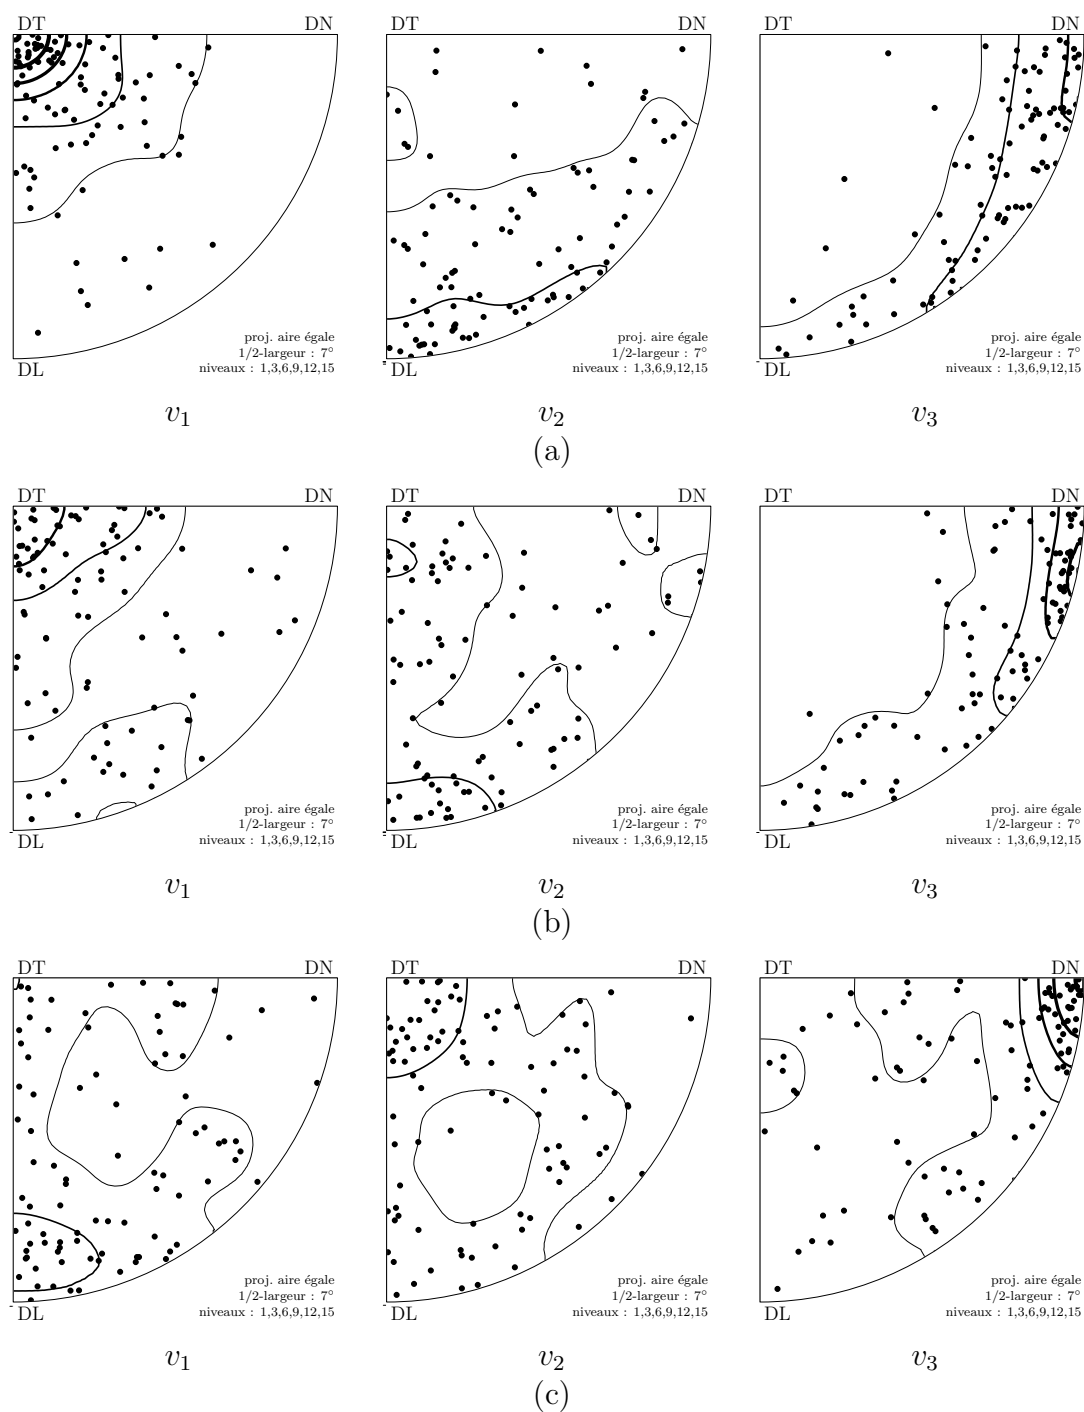 DT DN DT DN DT DN
proj. aire égale proj. aire égale proj. aire égale
1/2-largeur : 7° 1/2-largeur : 7° 1/2-largeur : 7°
DL niveaux : 1,3,6,9,12,15 DL niveaux : 1,3,6,9,12,15 DL niveaux : 1,3,6,9,12,15
v1 v2 v3
(a)
DT DN DT DN DT DN
proj. aire égale proj. aire égale proj. aire égale
1/2-largeur : 7° 1/2-largeur : 7° 1/2-largeur : 7°
DL niveaux : 1,3,6,9,12,15 DL niveaux : 1,3,6,9,12,15 DL niveaux : 1,3,6,9,12,15
v1 v2 v3
(b)
DT DN DT DN DT DN
proj. aire égale proj. aire égale proj. aire égale
1/2-largeur : 7° 1/2-largeur : 7° 1/2-largeur : 7°
DL niveaux : 1,3,6,9,12,15 DL niveaux : 1,3,6,9,12,15 DL niveaux : 1,3,6,9,12,15
v1 v2 v3
(c)